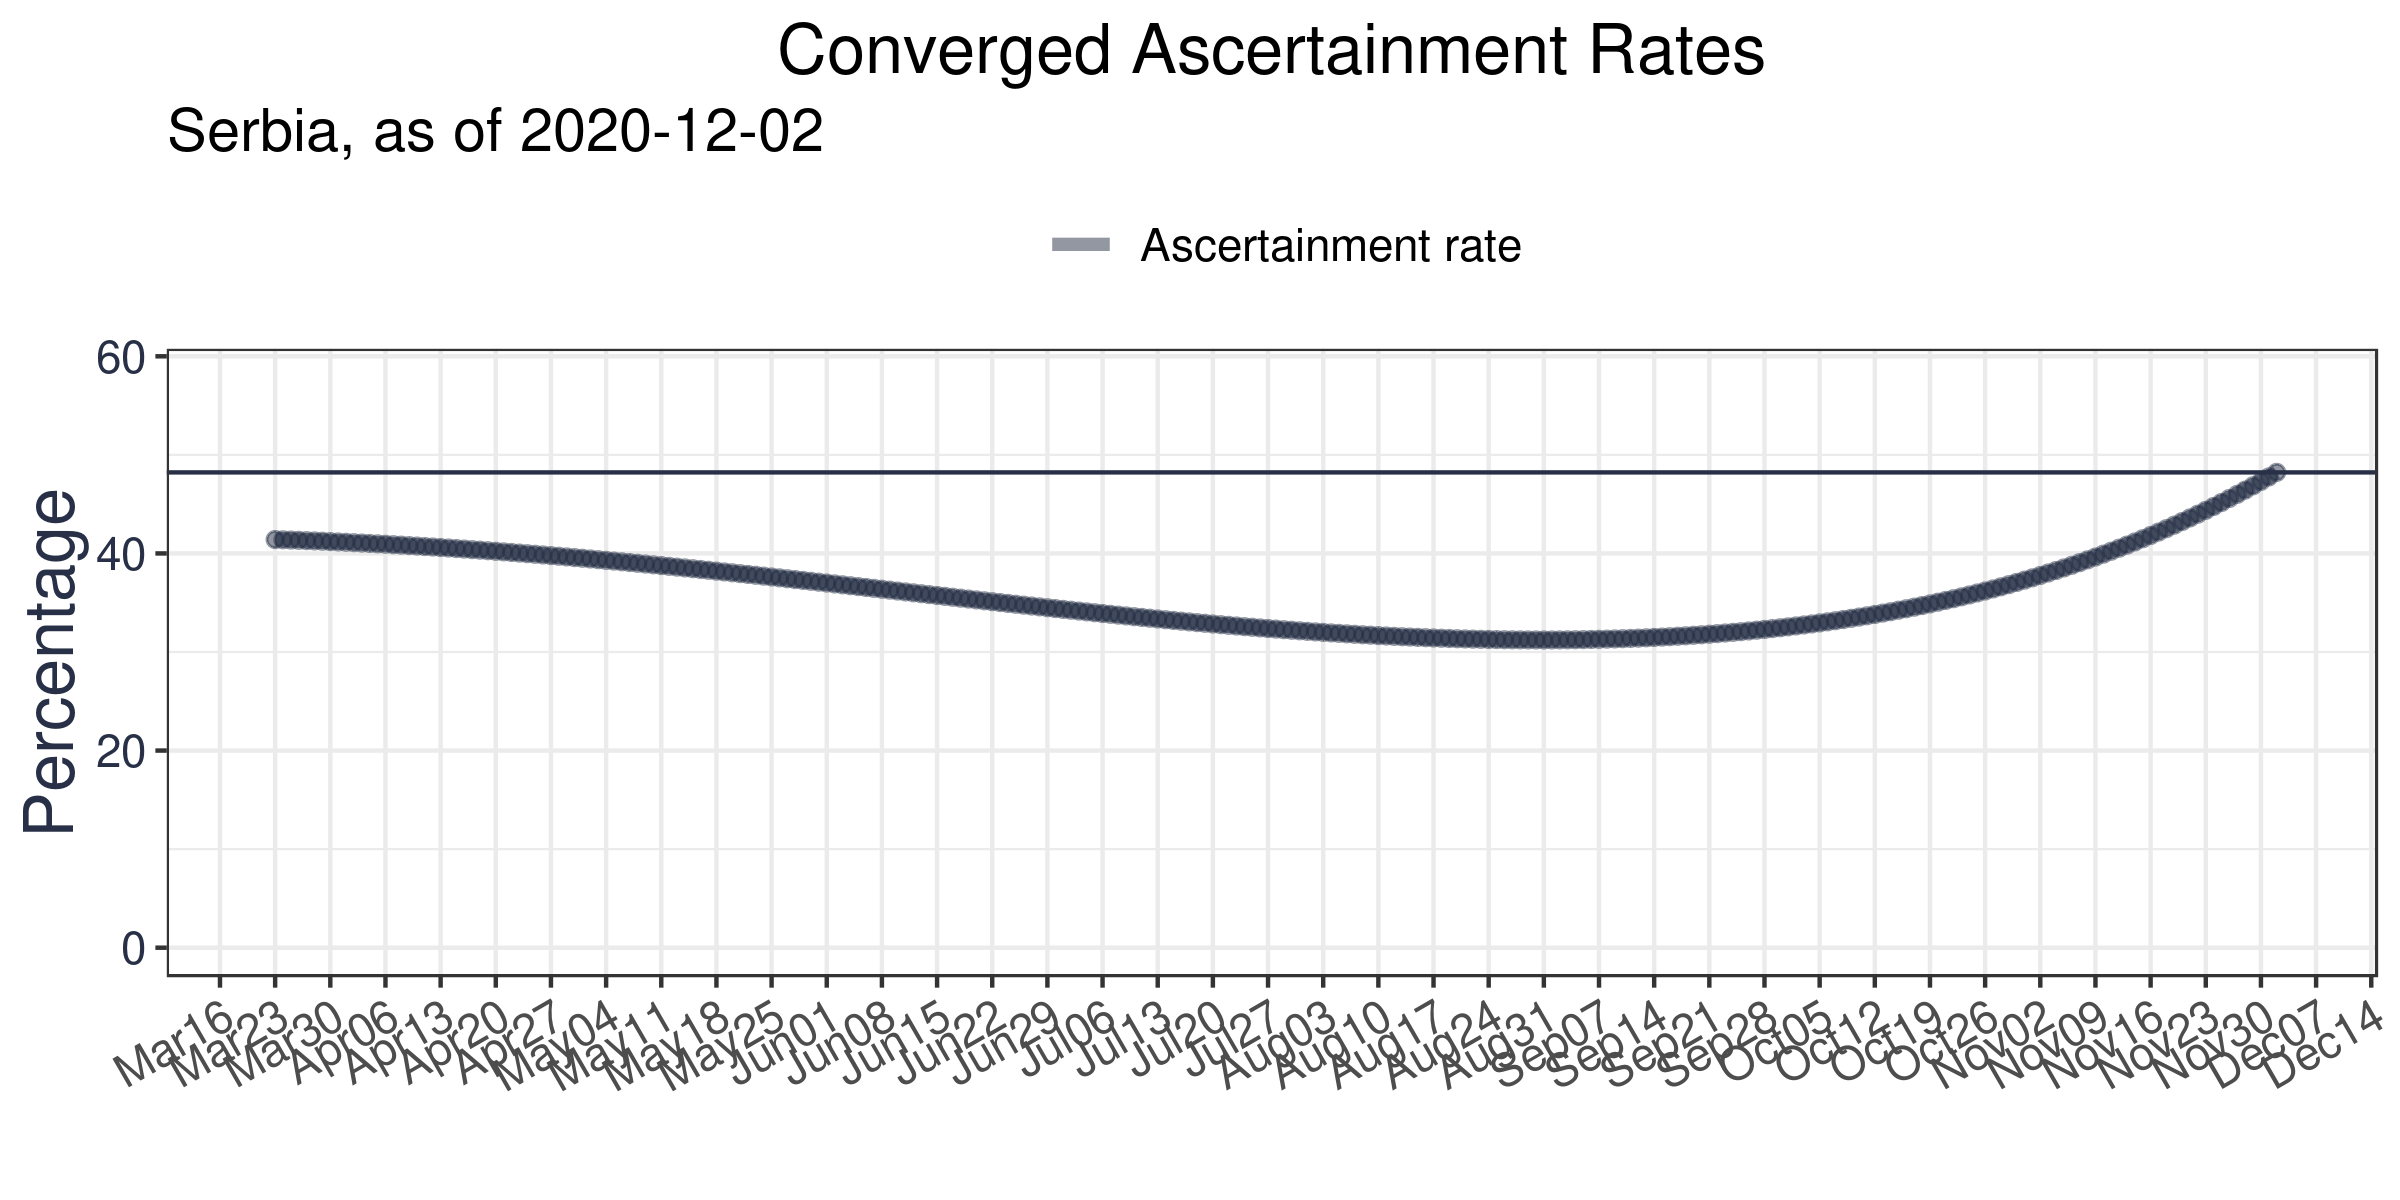 Converged Ascertainment Rates
Serbia, as of 2020-12-02
Ascertainment rate
Percentage
60
40
20
0
Mar16
Mar23
Mar30
Apr06
Apr13
Apr20
Apr27
May04
May11
May18
May25
Jun01
Jun08
Jun15
Jun22
Jun29
Jul06
Jul13
Jul20
Jul27
Aug03
Aug10
Aug17
Aug24
Aug31
Sep07
Sep14
Sep21
Sep28
Oct05
Oct12
Oct19
Oct26
Nov02
Nov09
Nov16
Nov23
Nov30
Dec07
Dec14